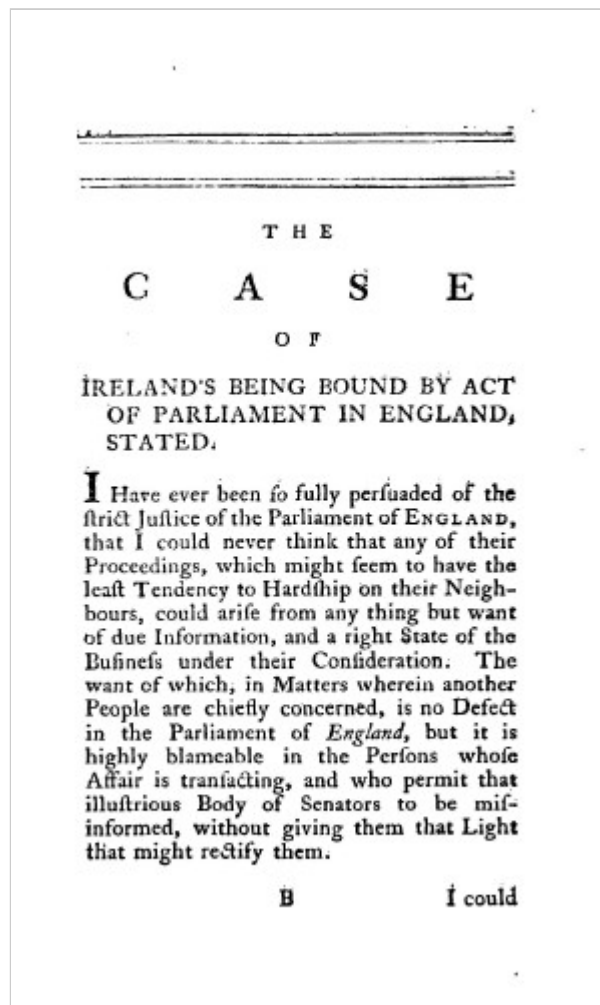 THE
CASE
OF
IRELAND'S BEING BOUND BY ACT
OF PARLIAMENT IN ENGLAND,
STATED.
I Have ever been ſo fully perſuaded of the
ſtrict Juſtice of the Parliament of ENGLAND,
that I could never think that any of their
Proceedings, which might ſeem to have the
leaſt Tendency to Hardſhip on their Neigh-
bours, could ariſe from any thing but want
of due Information, and a right State of the
Buſineſs under their Conſideration. The
want of which, in Matters wherein another
People are chiefly concerned, is no Defect
in the Parliament of England, but it is
highly blameable in the Perſons whoſe
Affair is tranſacting, and who permit that
illuſtrious Body of Senators to be miſ-
informed, without giving them that Light
that might rectify them.
B I could